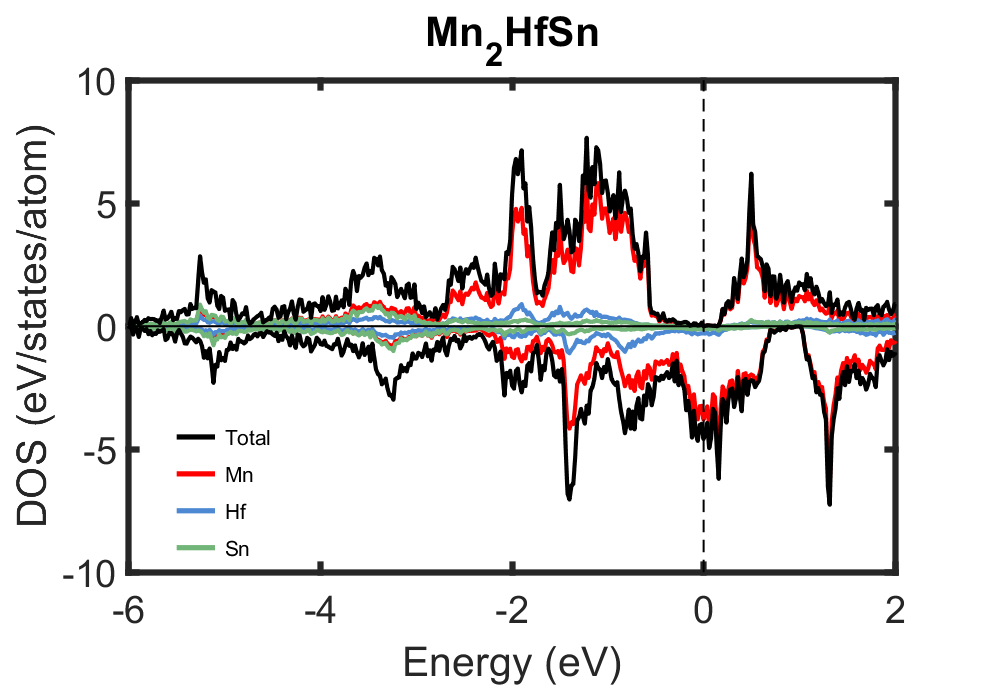 Mn2HfSn
DOS (eV/states/atom)
10
5
0
-5
-10
Total
Mn
Hf
Sn
-6 -4 -2 0 2
Energy (eV)